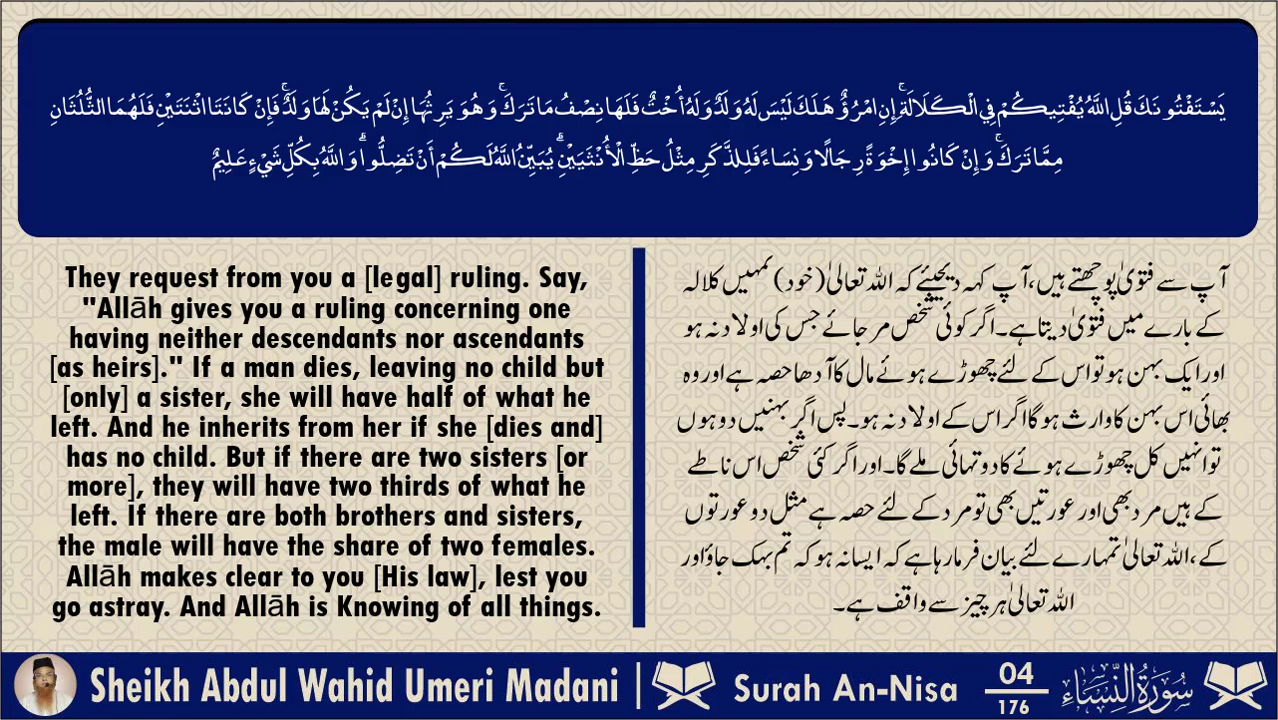 يَسْتَفْتُونَكَ قُلِ اللَّهُ يُفْتِيكُمْ فِي الْكَلَالَةِ ۚ إِنِ امْرُؤٌ هَلَكَ لَيْسَ لَهُ وَلَدٌ وَلَهُ أُخْتٌ فَلَهَا نِصْفُ مَا تَرَكَ ۚ وَهُوَ يَرِثُهَا إِنْ لَمْ يَكُنْ لَهَا وَلَدٌ ۚ فَإِنْ كَانَتَا اثْنَتَيْنِ فَلَهُمَا الثُّلُثَانِ
مِمَّا تَرَكَ ۚ وَإِنْ كَانُوا إِخْوَةً رِجَالًا وَنِسَاءً فَلِلذَّكَرِ مِثْلُ حَظِّ الْأُنْثَيَيْنِ ۗ يُبَيِّنُ اللَّهُ لَكُمْ أَنْ تَضِلُّوا ۗ وَاللَّهُ بِكُلِّ شَيْءٍ عَلِيمٌ
They request from you a [legal] ruling. Say,
"Allāh gives you a ruling concerning one
having neither descendants nor ascendants
[as heirs]." If a man dies, leaving no child but
[only] a sister, she will have half of what he
left. And he inherits from her if she [dies and]
has no child. But if there are two sisters [or
more], they will have two thirds of what he
left. If there are both brothers and sisters,
the male will have the share of two females.
Allāh makes clear to you [His law], lest you
go astray. And Allāh is Knowing of all things.
آپ سے فتویٰ پوچھتے ہیں، آپ کہہ دیجیئے کہ اللہ تعالیٰ (خود) تمہیں کلالہ
کے بارے میں فتویٰ دیتا ہے۔ اگر کوئی شخص مر جائے جس کی اولاد نہ ہو
اور ایک بہن ہو تو اس کے لئے چھوڑے ہوئے مال کا آدھا حصہ ہے اور وه
بھائی اس بہن کا وارث ہوگا اگر اس کے اولاد نہ ہو۔ پس اگر بہنیں دو ہوں
تو انہیں کل چھوڑے ہوئے کا دو تہائی ملے گا۔ اور اگر کئی شخص اس ناطے
کے ہیں مرد بھی اور عورتیں بھی تو مرد کے لئے حصہ ہے مثل دو عورتوں
کے، اللہ تعالیٰ تمہارے لئے بیان فرما رہا ہے کہ ایسا نہ ہو کہ تم بہک جاؤ اور
اللہ تعالیٰ ہر چیز سے واقف ہے۔
Sheikh Abdul Wahid Umeri Madani | Surah An-Nisa
04
176
سُورَةُ النِّسَاء